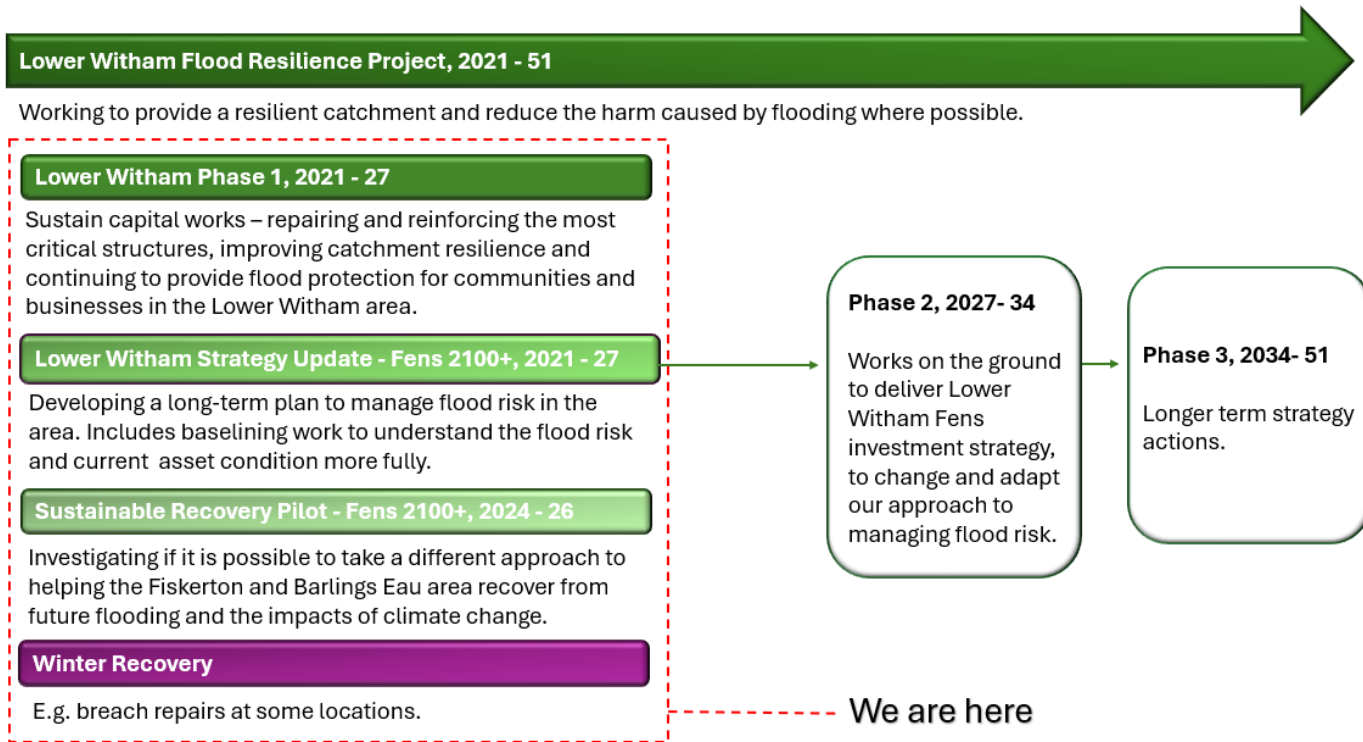 Lower Witham Flood Resilience Project, 2021 - 51
Working to provide a resilient catchment and reduce the harm caused by flooding where possible.
Lower Witham Phase 1, 2021 - 27
Sustain capital works – repairing and reinforcing the most
critical structures, improving catchment resilience and
continuing to provide flood protection for communities and
businesses in the Lower Witham area.
Lower Witham Strategy Update - Fens 2100+, 2021 - 27
Developing a long-term plan to manage flood risk in the
area. Includes baselining work to understand the flood risk
and current asset condition more fully.
Sustainable Recovery Pilot - Fens 2100+, 2024 - 26
Investigating if it is possible to take a different approach to
helping the Fiskerton and Barlings Eau area recover from
future flooding and the impacts of climate change.
Winter Recovery
E.g. breach repairs at some locations.
Phase 2, 2027- 34
Works on the ground
to deliver Lower
Witham Fens
investment strategy,
to change and adapt
our approach to
managing flood risk.
Phase 3, 2034- 51
Longer term strategy
actions.
We are here